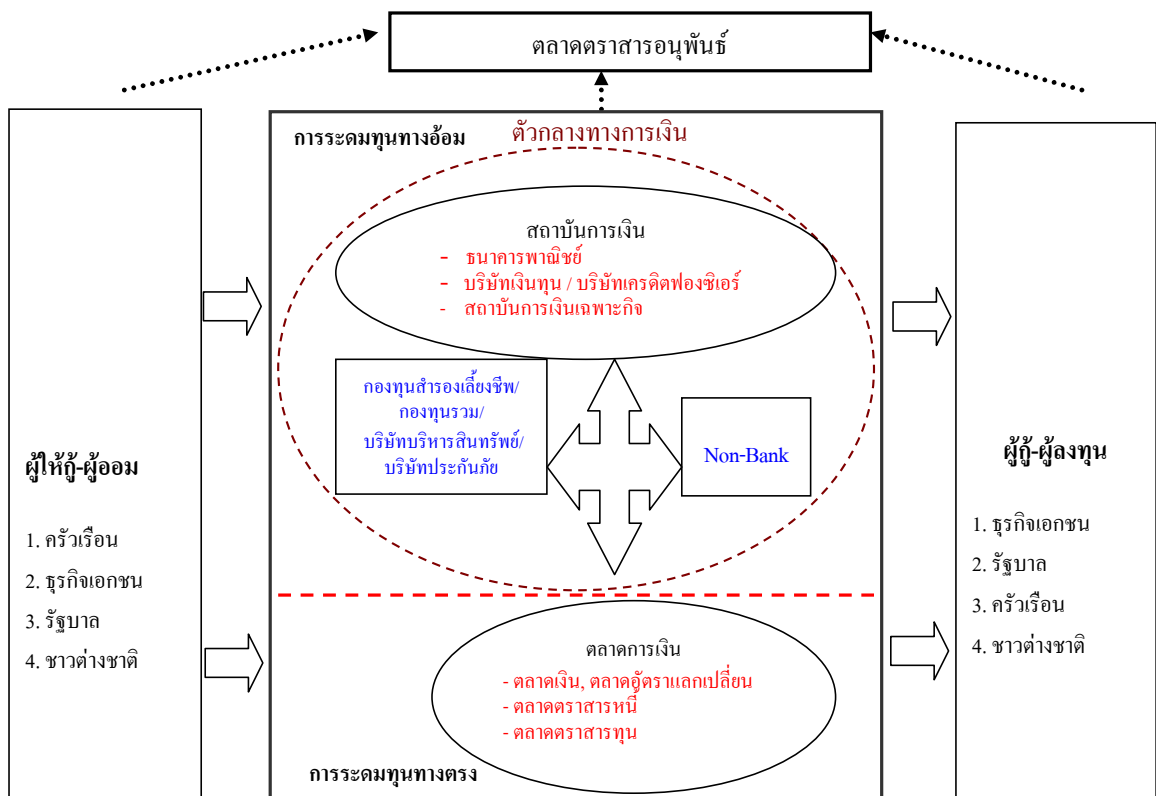 ตลาดตราสารอนุพันธ์
การระดมทุนทางอ้อม
ตัวกลางทางการเงิน
สถาบันการเงิน
- ธนาคารพาณิชย์
- บริษัทเงินทุน / บริษัทเครดิตฟองซิเอร์
- สถาบันการเงินเฉพาะกิจ
กองทุนสำรองเลี้ยงชีพ/
กองทุนรวม/
บริษัทบริหารสินทรัพย์/
บริษัทประกันภัย
Non-Bank
ผู้ให้กู้-ผู้ออม
1. ครัวเรือน
2. ธุรกิจเอกชน
3. รัฐบาล
4. ชาวต่างชาติ
ผู้กู้-ผู้ลงทุน
1. ธุรกิจเอกชน
2. รัฐบาล
3. ครัวเรือน
4. ชาวต่างชาติ
ตลาดการเงิน
- ตลาดเงิน, ตลาดอัตราแลกเปลี่ยน
- ตลาดตราสารหนี้
- ตลาดตราสารทุน
การระดมทุนทางตรง